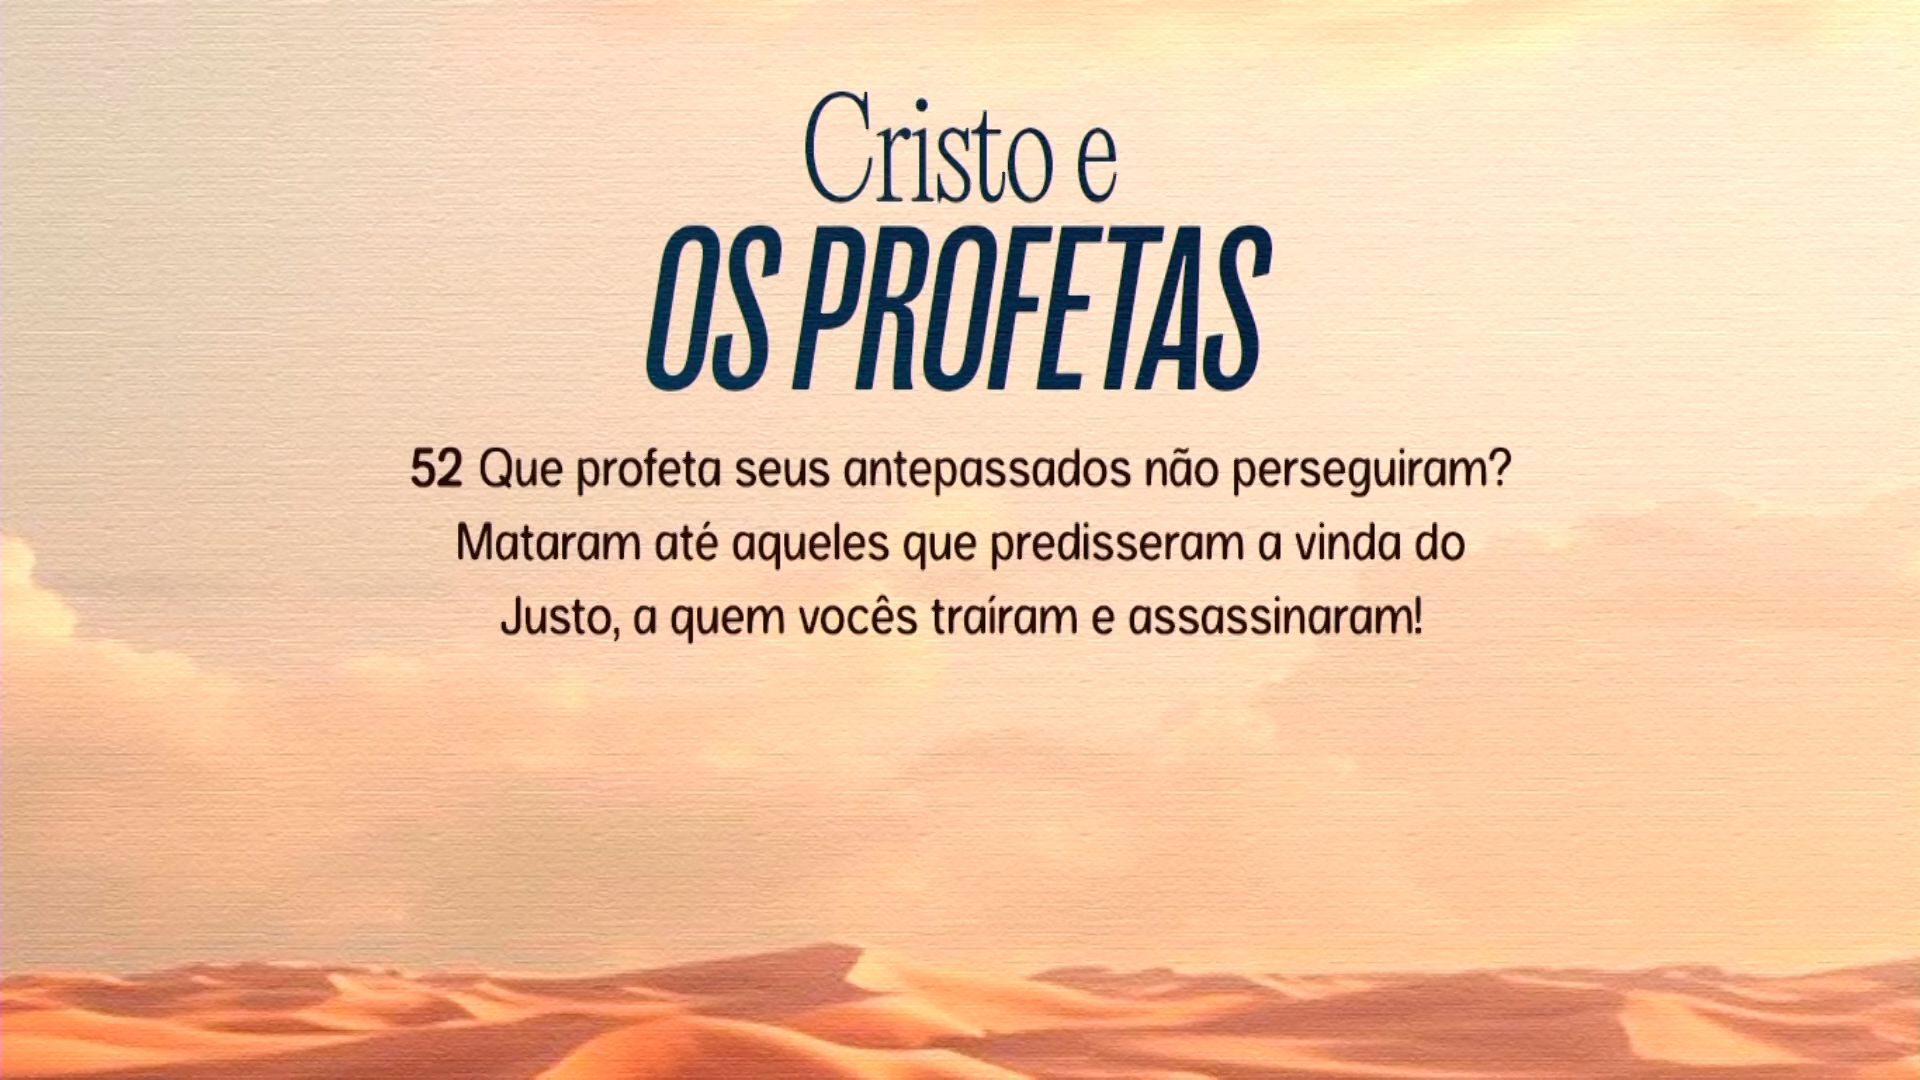 Cristo e
OS PROFETAS
52 Que profeta seus antepassados não perseguiram?
Mataram até aqueles que predisseram a vinda do
Justo, a quem vocês traíram e assassinaram!